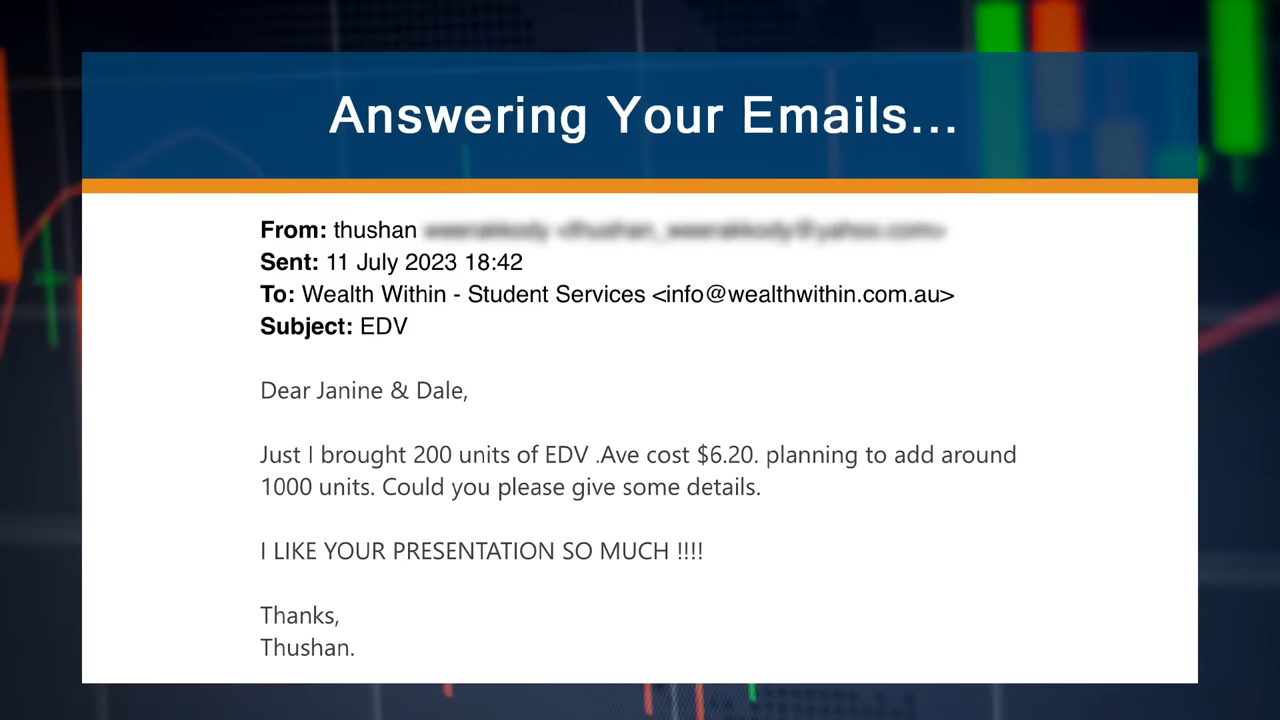 Answering Your Emails...
From: thushan
Sent: 11 July 2023 18:42
To: Wealth Within - Student Services <info@wealthwithin.com.au>
Subject: EDV
Dear Janine & Dale,
Just I brought 200 units of EDV .Ave cost $6.20. planning to add around
1000 units. Could you please give some details.
I LIKE YOUR PRESENTATION SO MUCH !!!!
Thanks,
Thushan.